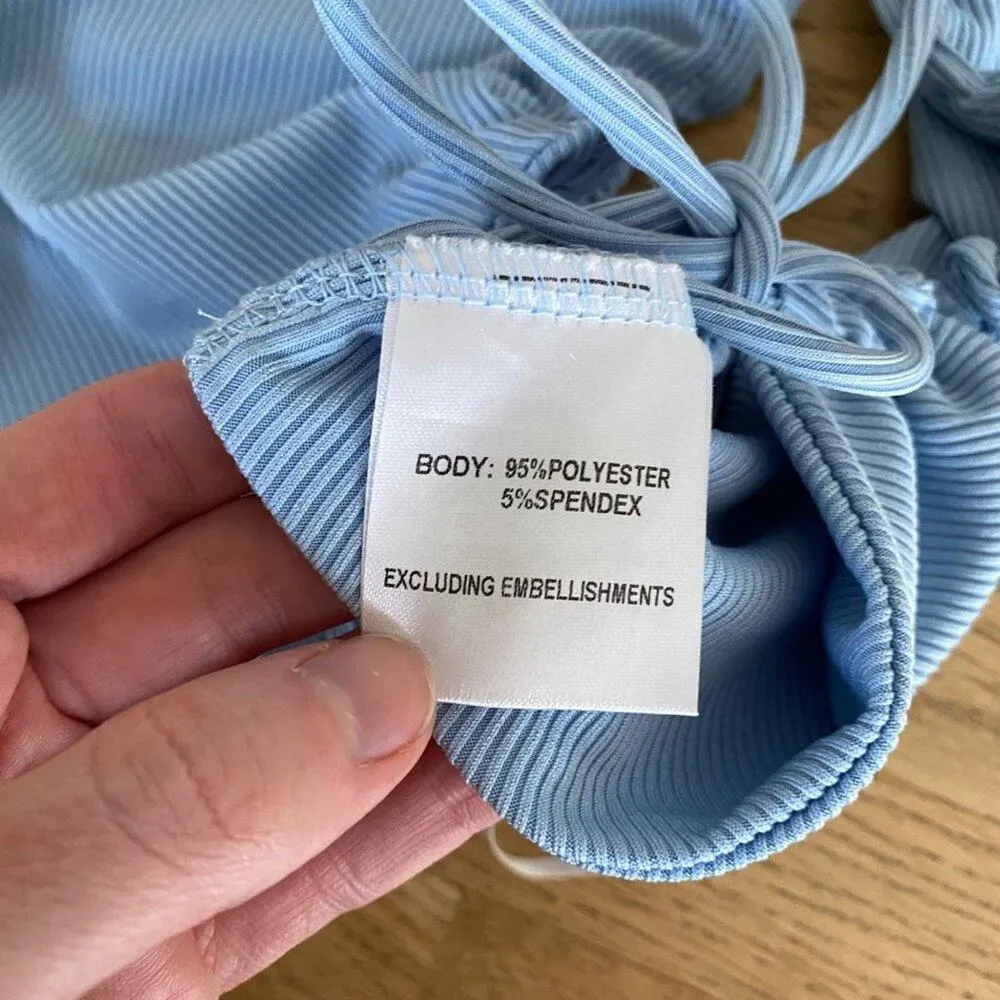 BODY: 95%POLYESTER
5%SPENDEX
EXCLUDING EMBELLISHMENTS